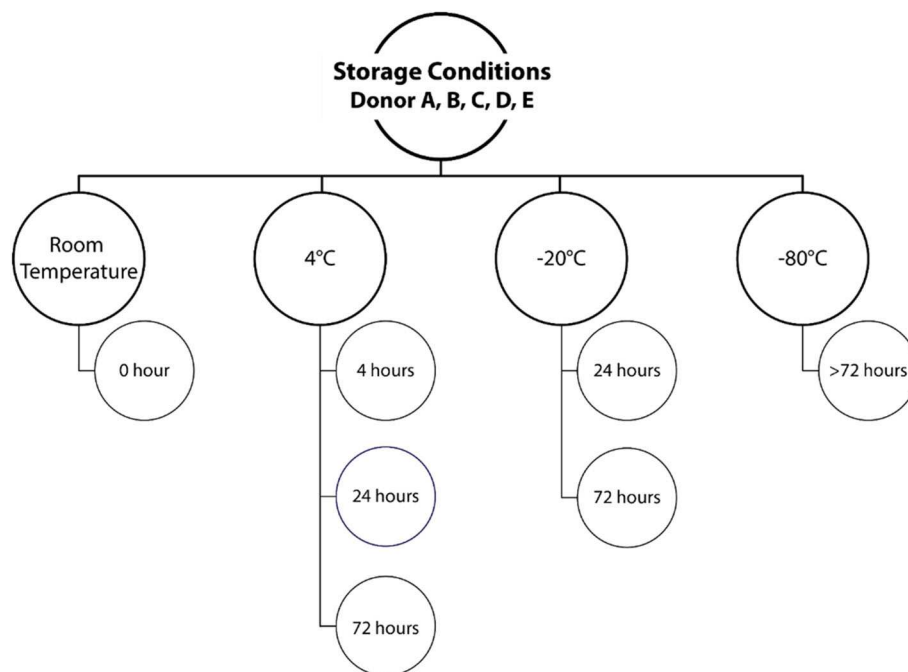 Storage Conditions
Donor A, B, C, D, E
Room
Temperature
4°C
-20°C
-80°C
0 hour
4 hours
24 hours
>72 hours
24 hours
72 hours
72 hours